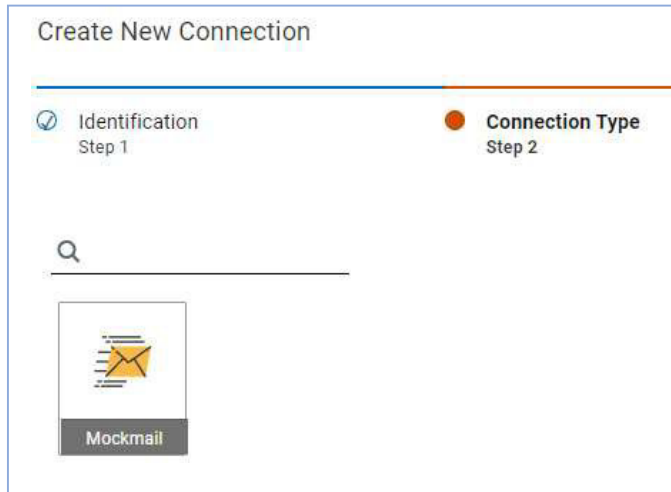 Create New Connection
Identification
Step 1
Connection Type
Step 2
Mockmail